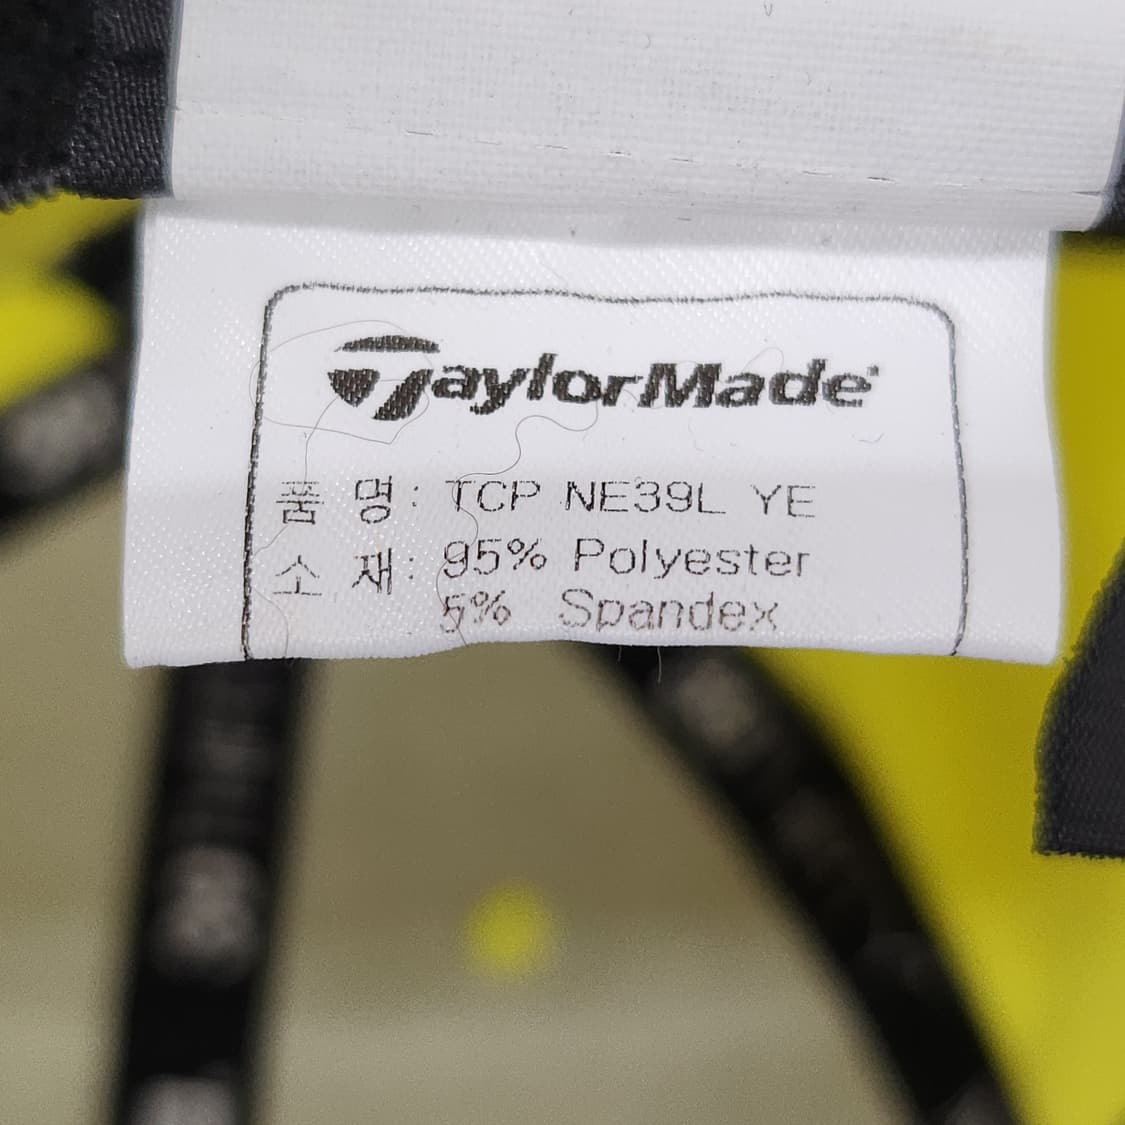 TaylorMade
품 명: TCP NE39L YE
소 재: 95% Polyester
5% Spandex